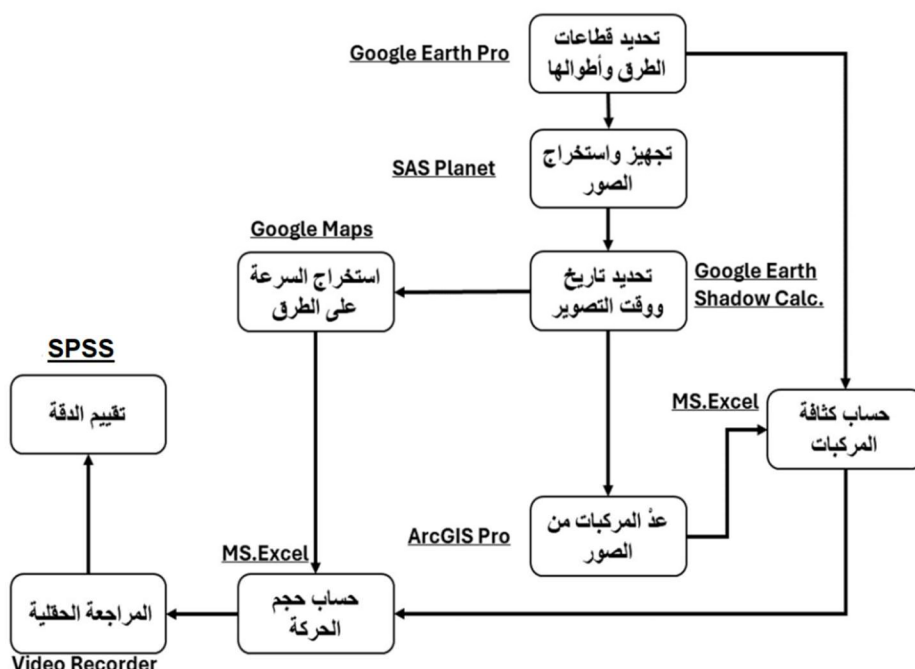 Google Earth Pro
تحديد قطاعات
الطرق وأطوالها
SAS Planet
تجهيز واستخراج
الصور
Google Maps
استخراج السرعة
على الطرق
تحديد تاريخ
ووقت التصوير
Google Earth
Shadow Calc.
SPSS
تقييم الدقة
MS.Excel
حساب كثافة
المركبات
ArcGIS Pro
عدْ المركبات من
الصور
MS.Excel
حساب حجم
الحركة
المراجعة الحقلية
Video Recorder